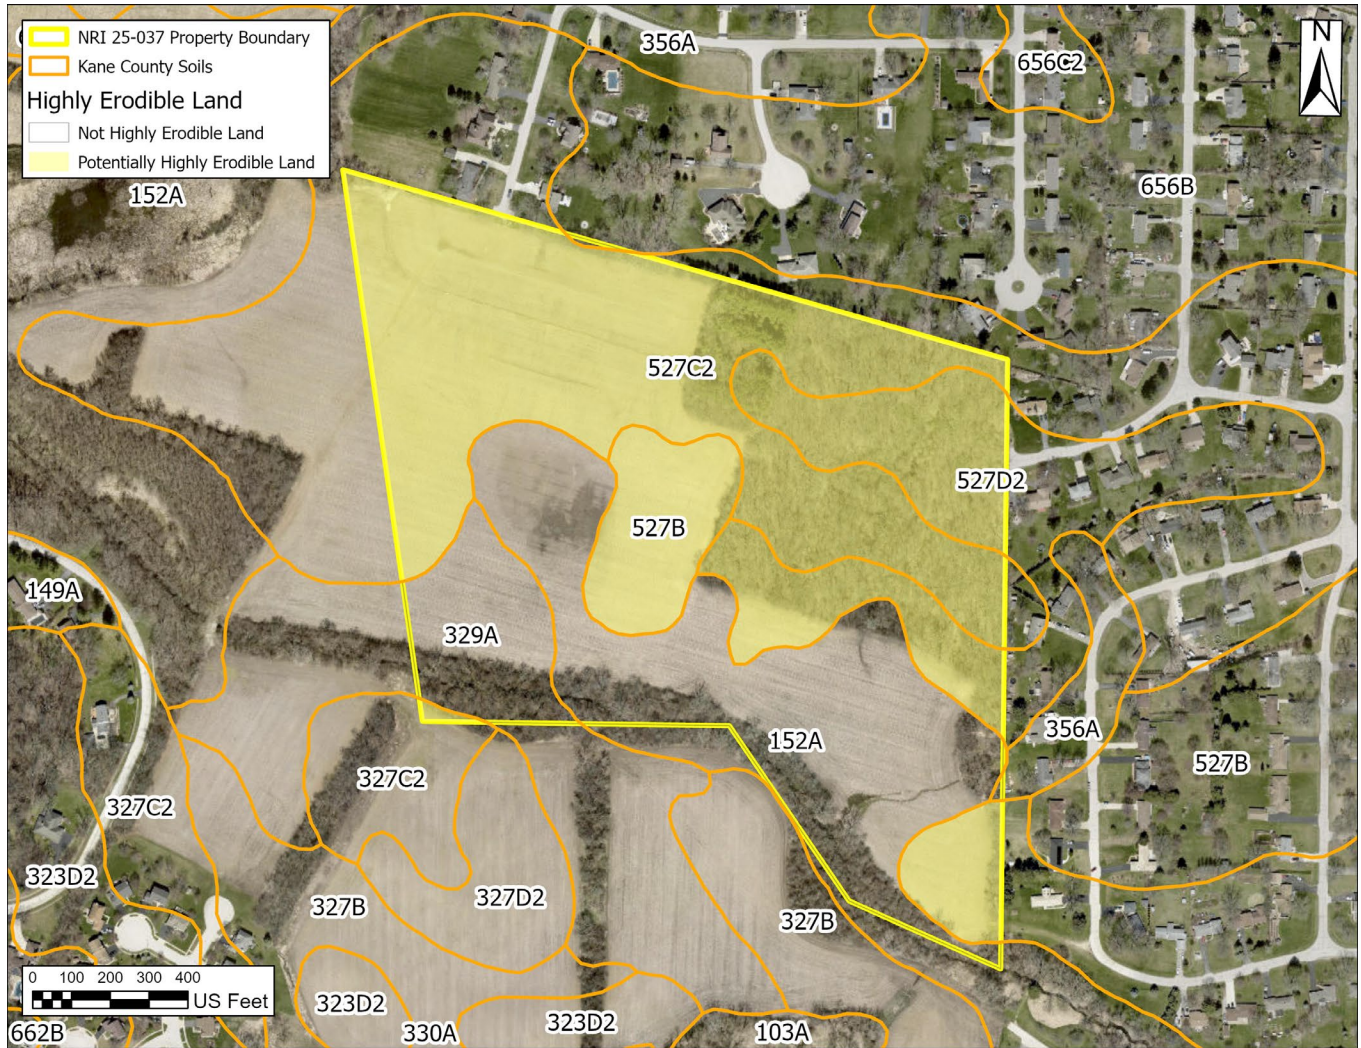 NRI 25-037 Property Boundary
Kane County Soils
Highly Erodible Land
Not Highly Erodible Land
Potentially Highly Erodible Land
N
356A
656C2
656B
152A
527C2
527D2
527B
149A
329A
356A
152A
527B
327C2
327C2
323D2
327D2
327B
327B
0 100 200 300 400
US Feet
323D2
323D2
330A
103A
662B